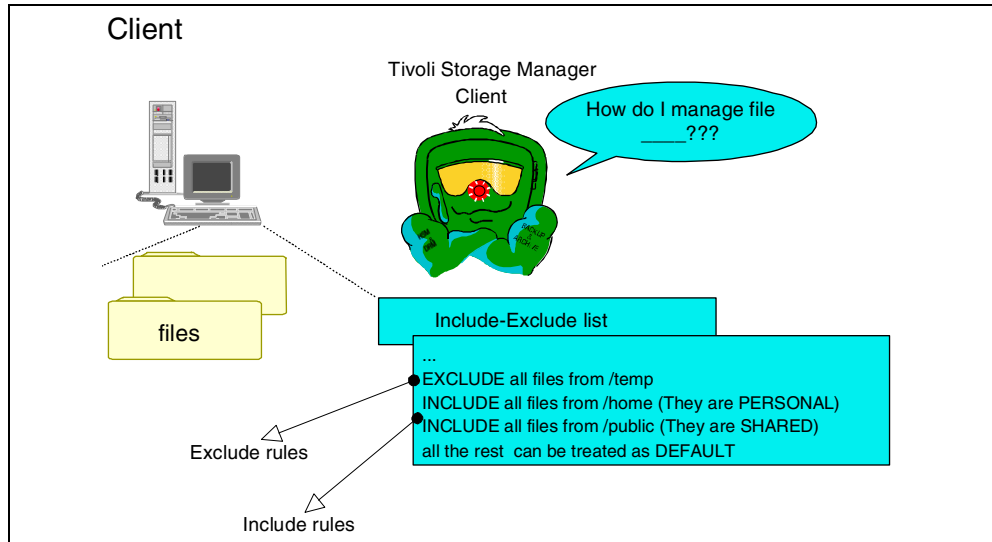 Client
Tivoli Storage Manager
Client
How do I manage file
_____???
files
Include-Exclude list
...
EXCLUDE all files from /temp
INCLUDE all files from /home (They are PERSONAL)
INCLUDE all files from /public (They are SHARED)
all the rest can be treated as DEFAULT
Exclude rules
Include rules
BACKUP
&